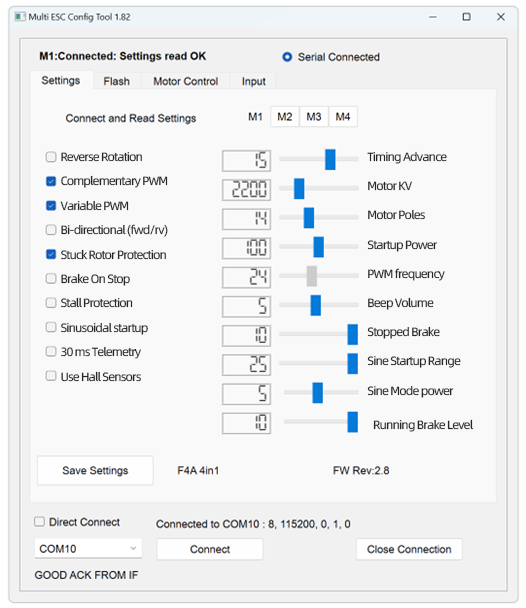 Multi ESC Config Tool 1.82
M1:Connected: Settings read OK
Serial Connected
Settings Flash Motor Control Input
Connect and Read Settings M1 M2 M3 M4
Reverse Rotation 15 Timing Advance
Complementary PWM 2200 Motor KV
Variable PWM 14 Motor Poles
Bi-directional (fwd/rv) 100 Startup Power
Stuck Rotor Protection 24 PWM frequency
Brake On Stop 5 Beep Volume
Stall Protection 10 Stopped Brake
Sinusoidal startup 25 Sine Startup Range
30 ms Telemetry 5 Sine Mode power
Use Hall Sensors 10 Running Brake Level
Save Settings F4A 4in1 FW Rev:2.8
Direct Connect Connected to COM10 : 8, 115200, 0, 1, 0
COM10 Connect Close Connection
GOOD ACK FROM IF